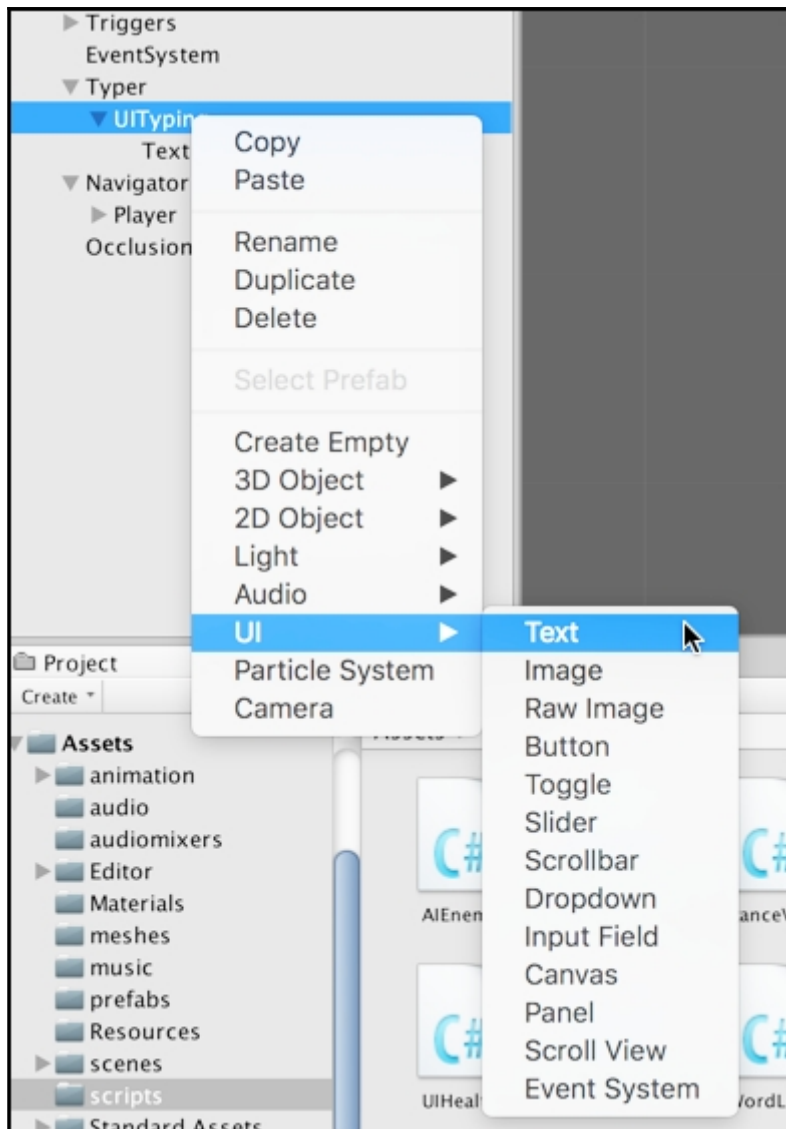 Triggers
EventSystem
Typer
UITyping
Text
Navigator
Player
Occlusion
Copy
Paste
Rename
Duplicate
Delete
Select Prefab
Create Empty
3D Object
2D Object
Light
Audio
UI
Particle System
Camera
Text
Image
Raw Image
Button
Toggle
Slider
Scrollbar
Dropdown
Input Field
Canvas
Panel
Scroll View
Event System
Project
Create
Assets
animation
audio
audiomixers
Editor
Materials
meshes
music
prefabs
Resources
scenes
scripts
Standard Assets
Assets
C#
C#
AIEnem
C#
C#
UIHeal